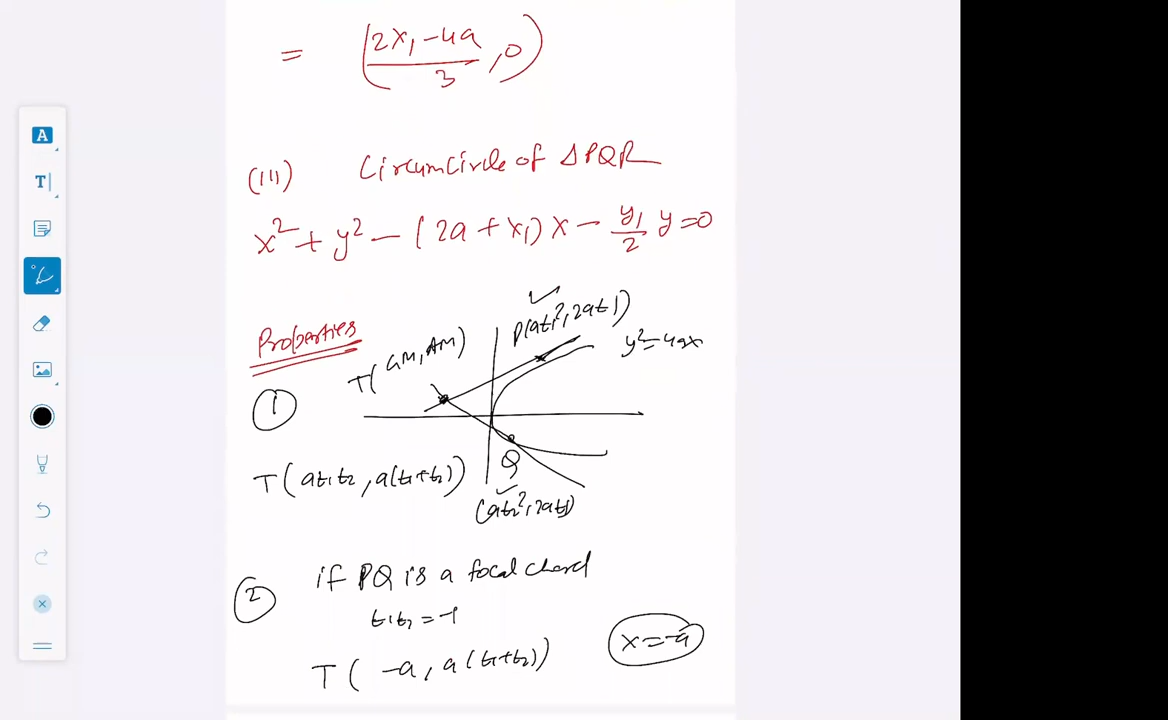 = (2x₁ - 4a / 3 , 0)
(III) Circumcircle of ΔPQR
x² + y² - (2a + x₁) x - y₁/2 y = 0
Properties
① T(GM, AM)
P(at₁², 2at₁)
y² = 4ax
T(at₁t₂, a(t₁+t₂))
Q
(at₂², 2at₂)
② if PQ is a focal chord
t₁t₂ = -1
T(-a, a(t₁+t₂))
x = -a
A
T